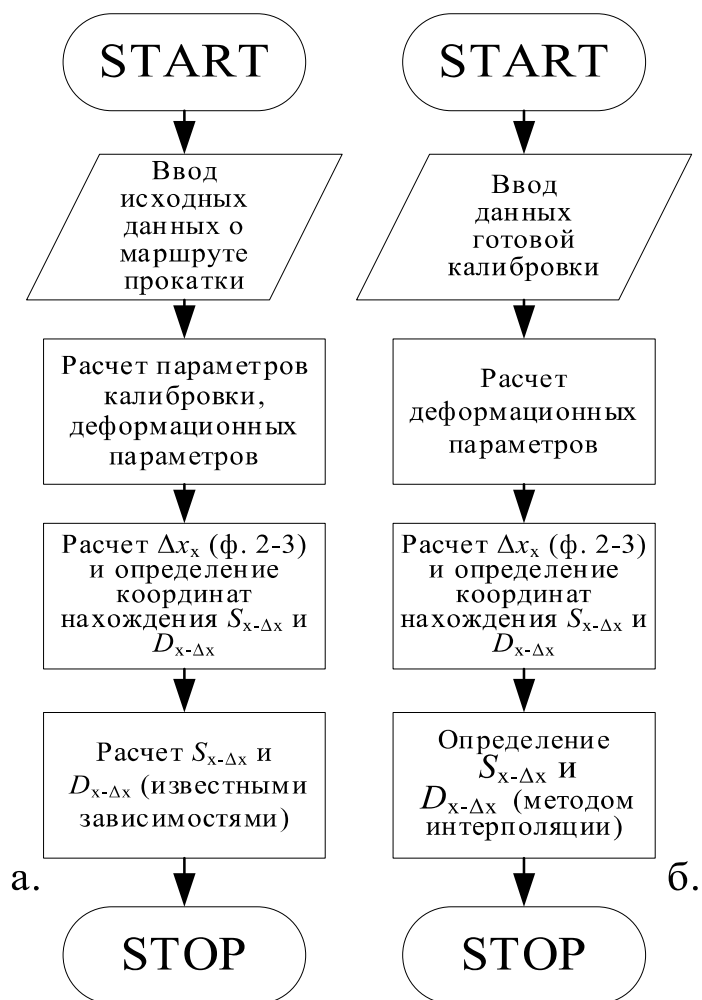 START
Ввод
исходных
данных о
маршруте
прокатки
Расчет параметров
калибровки,
деформационных
параметров
Расчет Δxₓ (ф. 2-3)
и определение
координат
нахождения Sx-Δx и
Dx-Δx
Расчет Sx-Δx и
Dx-Δx (известными
зависимостями)
а.
STOP
START
Ввод
данных
готовой
калибровки
Расчет
деформационных
параметров
Расчет Δxₓ (ф. 2-3)
и определение
координат
нахождения Sx-Δx и
Dx-Δx
Определение
Sx-Δx и
Dx-Δx (методом
интерполяции)
б.
STOP